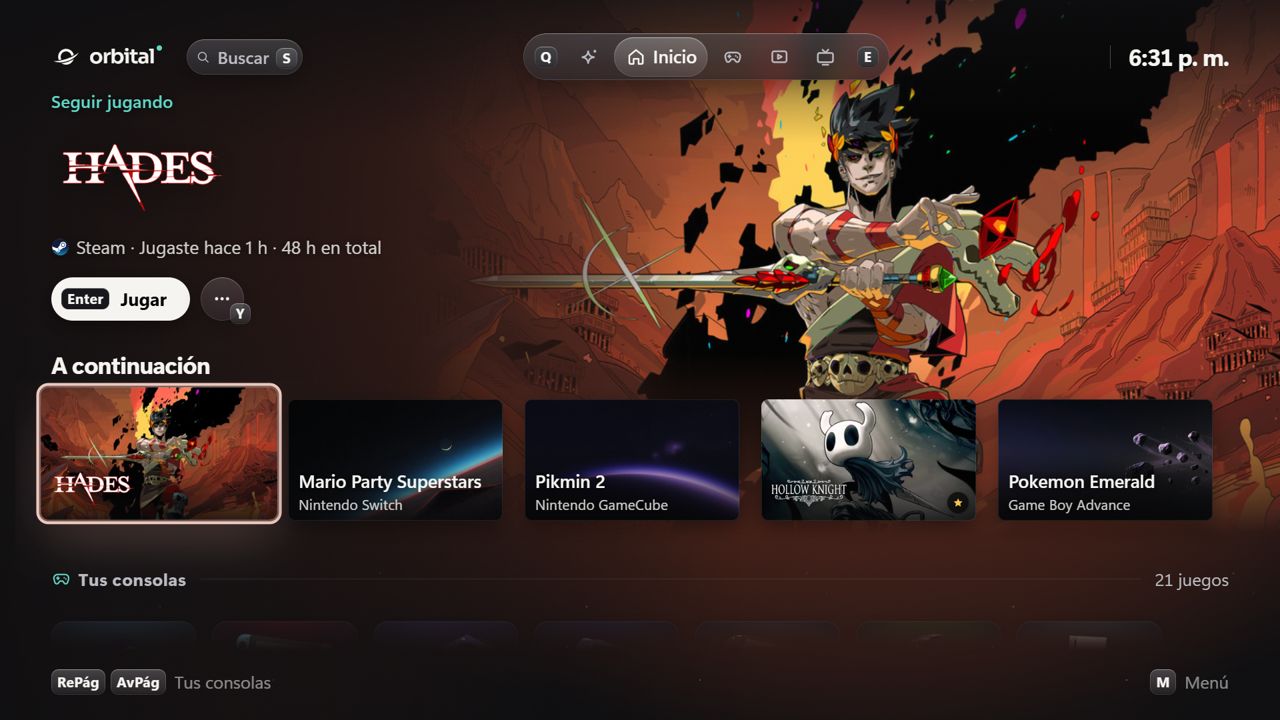 orbital
Buscar S
Q Inicio E
6:31 p. m.
Seguir jugando
HADES
Steam · Jugaste hace 1 h · 48 h en total
Enter Jugar
... Y
A continuación
HADES
Mario Party Superstars
Nintendo Switch
Pikmin 2
Nintendo GameCube
HOLLOW KNIGHT
Pokemon Emerald
Game Boy Advance
Tus consolas
21 juegos
RePág AvPág Tus consolas
M Menú